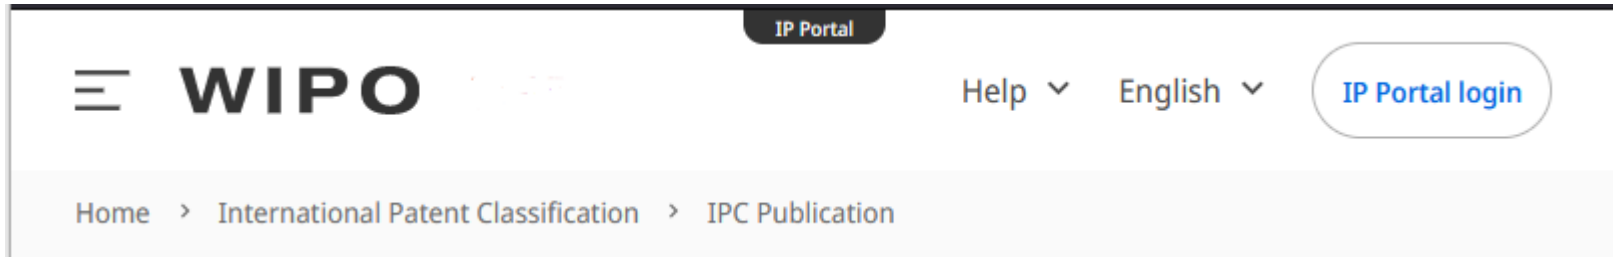 IP Portal
WIPO Help English IP Portal login
Home > International Patent Classification > IPC Publication